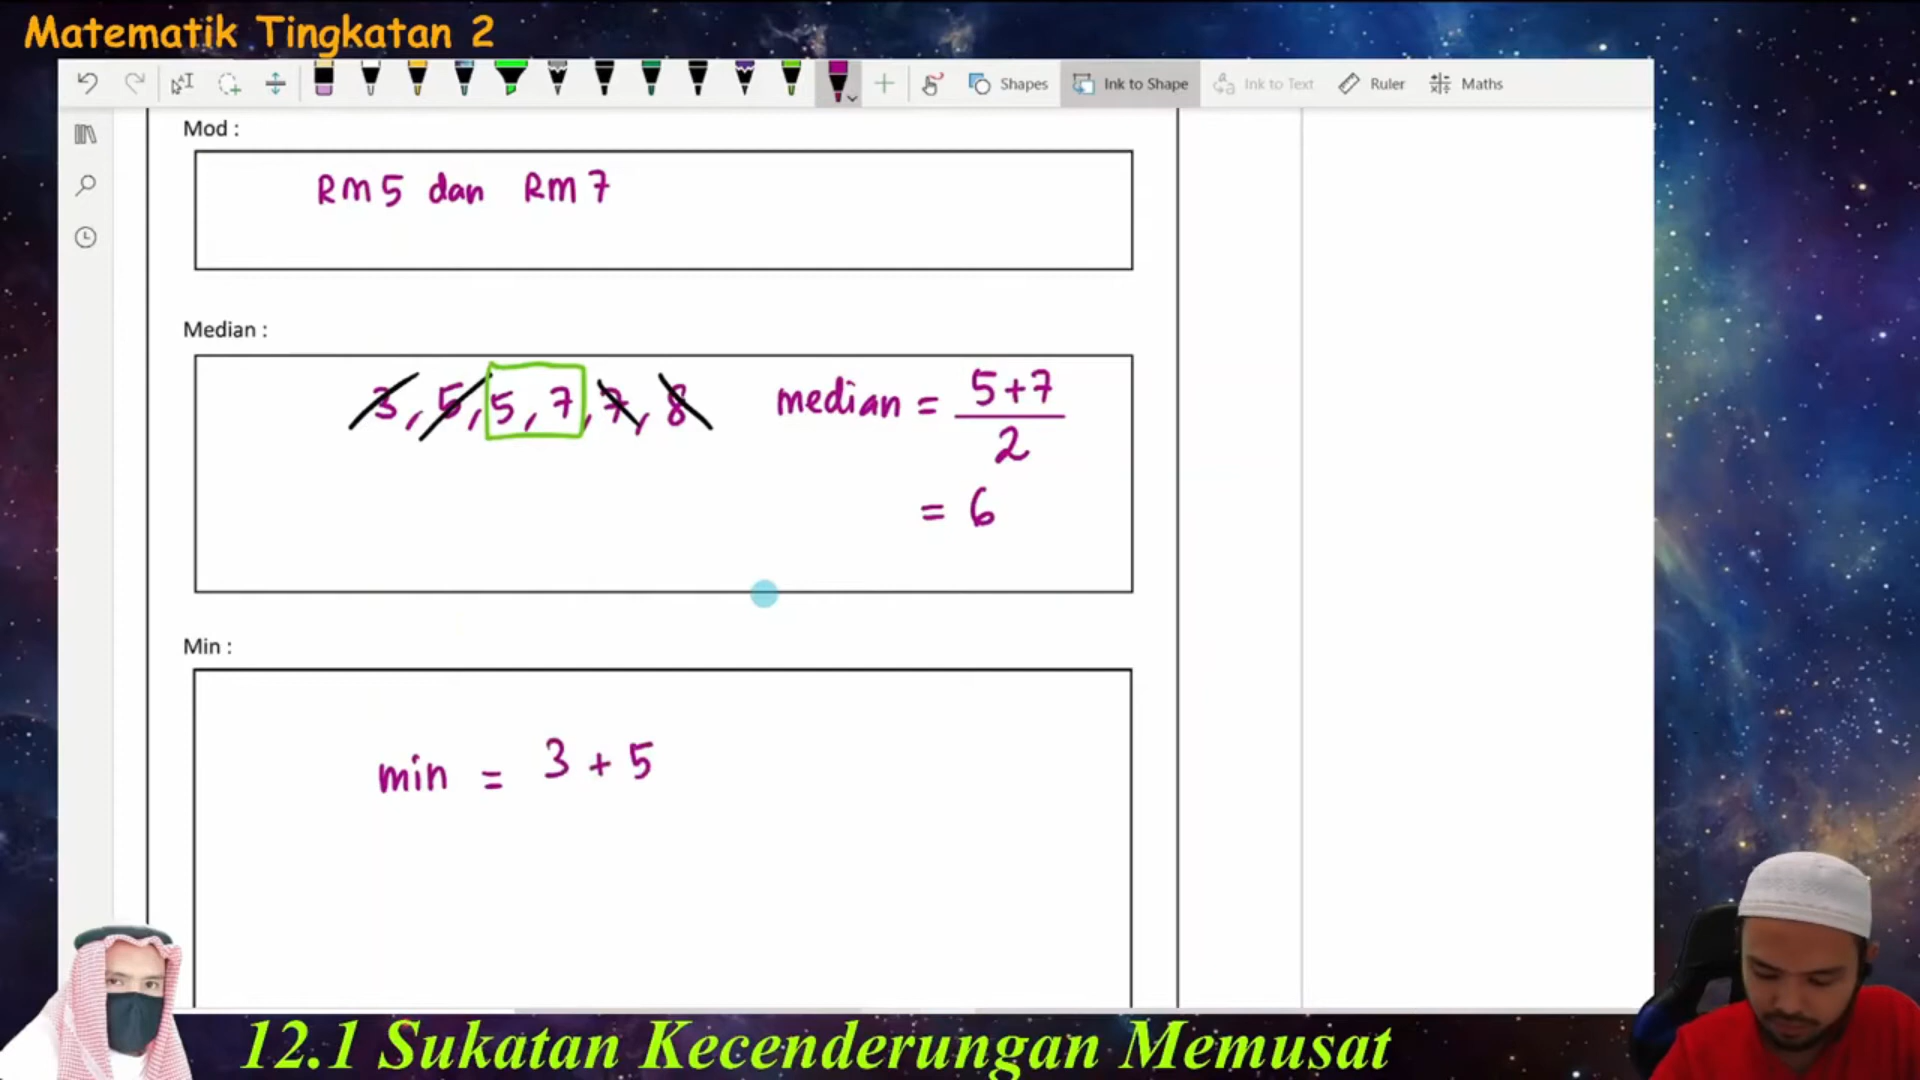 Matematik Tingkatan 2
Shapes Ink to Shape Ink to Text Ruler Maths
Mod :
RM5 dan RM7
Median :
3, 5, 5, 7, 7, 8 median = 5+7
2
= 6
Min :
min = 3 + 5
12.1 Sukatan Kecenderungan Memusat